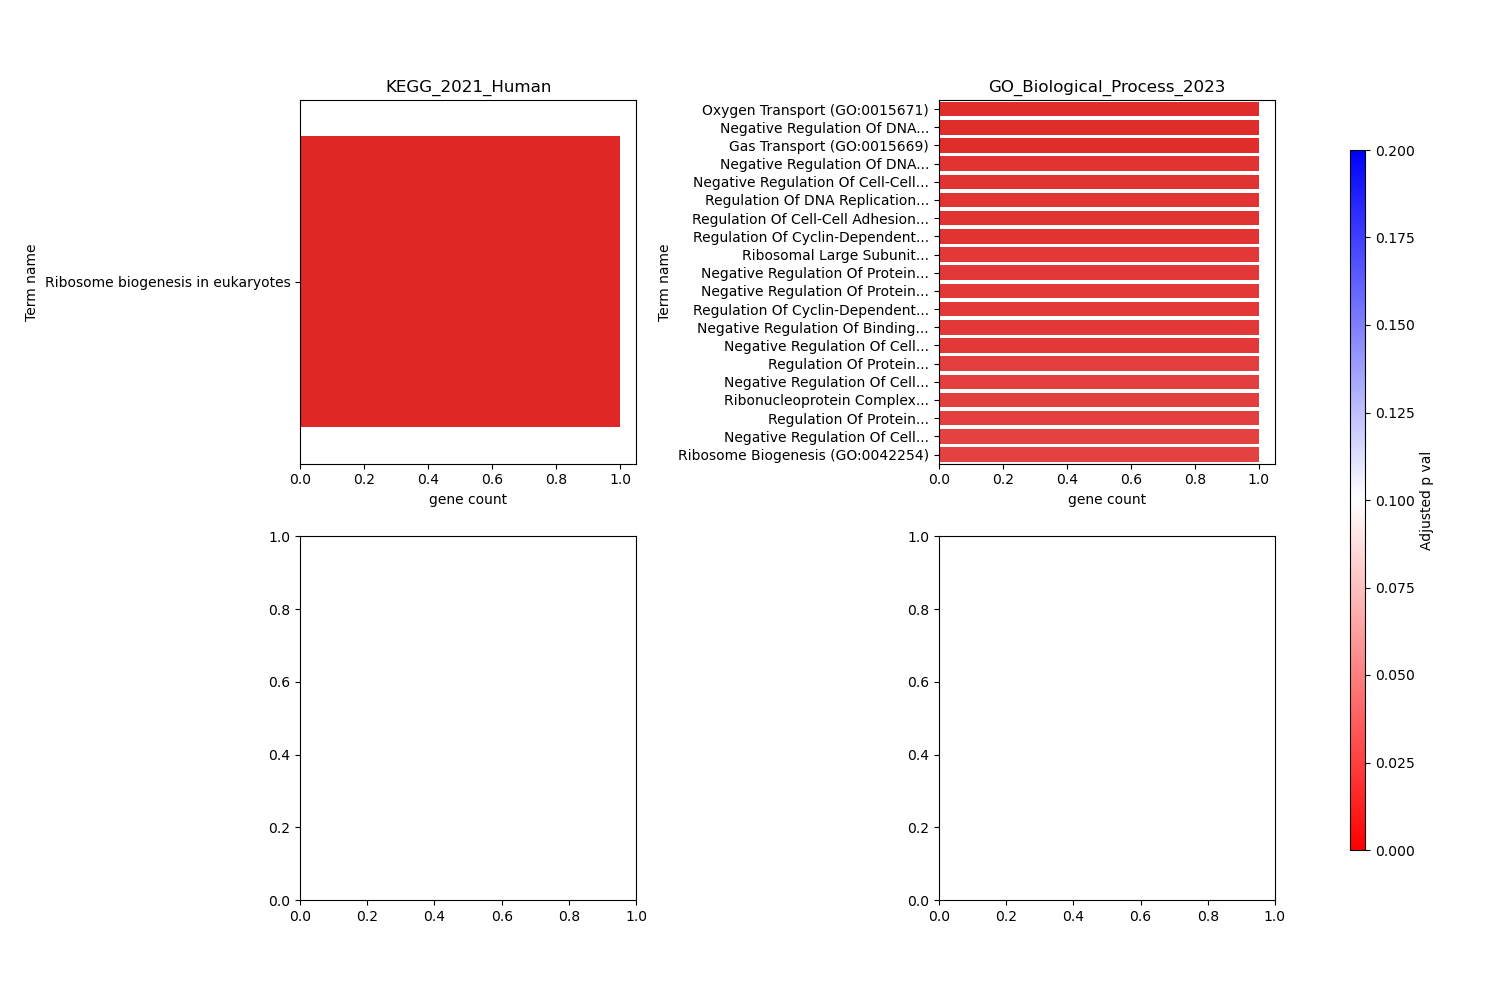 KEGG_2021_Human
Term name
Ribosome biogenesis in eukaryotes
0.0 0.2 0.4 0.6 0.8 1.0
gene count
GO_Biological_Process_2023
Term name
Oxygen Transport (GO:0015671)
Negative Regulation Of DNA...
Gas Transport (GO:0015669)
Negative Regulation Of DNA...
Negative Regulation Of Cell-Cell...
Regulation Of DNA Replication...
Regulation Of Cell-Cell Adhesion...
Regulation Of Cyclin-Dependent...
Ribosomal Large Subunit...
Negative Regulation Of Protein...
Negative Regulation Of Protein...
Regulation Of Cyclin-Dependent...
Negative Regulation Of Binding...
Negative Regulation Of Cell...
Regulation Of Protein...
Negative Regulation Of Cell...
Ribonucleoprotein Complex...
Regulation Of Protein...
Negative Regulation Of Cell...
Ribosome Biogenesis (GO:0042254)
0.0 0.2 0.4 0.6 0.8 1.0
gene count
1.0
0.8
0.6
0.4
0.2
0.0
0.0 0.2 0.4 0.6 0.8 1.0
1.0
0.8
0.6
0.4
0.2
0.0
0.0 0.2 0.4 0.6 0.8 1.0
0.200
0.175
0.150
0.125
0.100
0.075
0.050
0.025
0.000
Adjusted p val